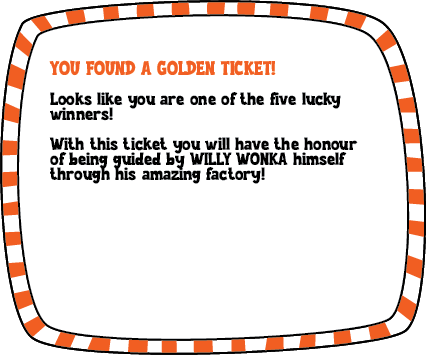 YOU FOUND A GOLDEN TICKET!
Looks like you are one of the five lucky
winners!
With this ticket you will have the honour
of being guided by WILLY WONKA himself
through his amazing factory!